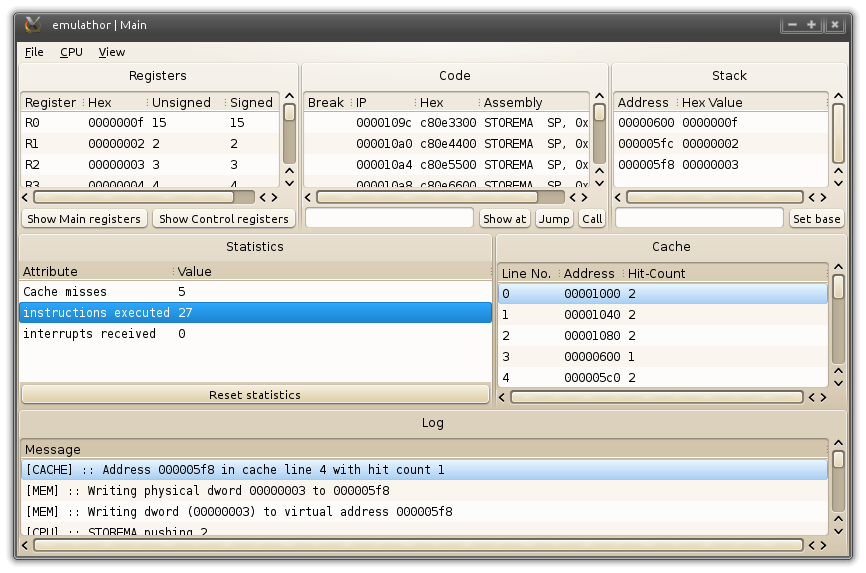 emulathor | Main
File CPU View
Registers
Register Hex Unsigned Signed
R0 0000000f 15 15
R1 00000002 2 2
R2 00000003 3 3
R3 00000004 4 4
Show Main registers Show Control registers
Code
Break IP Hex Assembly
0000109c c80e3300 STOREMA SP, 0x
000010a0 c80e4400 STOREMA SP, 0x
000010a4 c80e5500 STOREMA SP, 0x
000010a8 c80e6600 STOREMA SP, 0x
Show at Jump Call
Stack
Address Hex Value
00000600 0000000f
000005fc 00000002
000005f8 00000003
Set base
Statistics
Attribute Value
Cache misses 5
instructions executed 27
interrupts received 0
Reset statistics
Cache
Line No. Address Hit-Count
0 00001000 2
1 00001040 2
2 00001080 2
3 00000600 1
4 000005c0 2
Log
Message
[CACHE] :: Address 000005f8 in cache line 4 with hit count 1
[MEM] :: Writing physical dword 00000003 to 000005f8
[MEM] :: Writing dword (00000003) to virtual address 000005f8
[CPU] :: STOREMA pushing 2